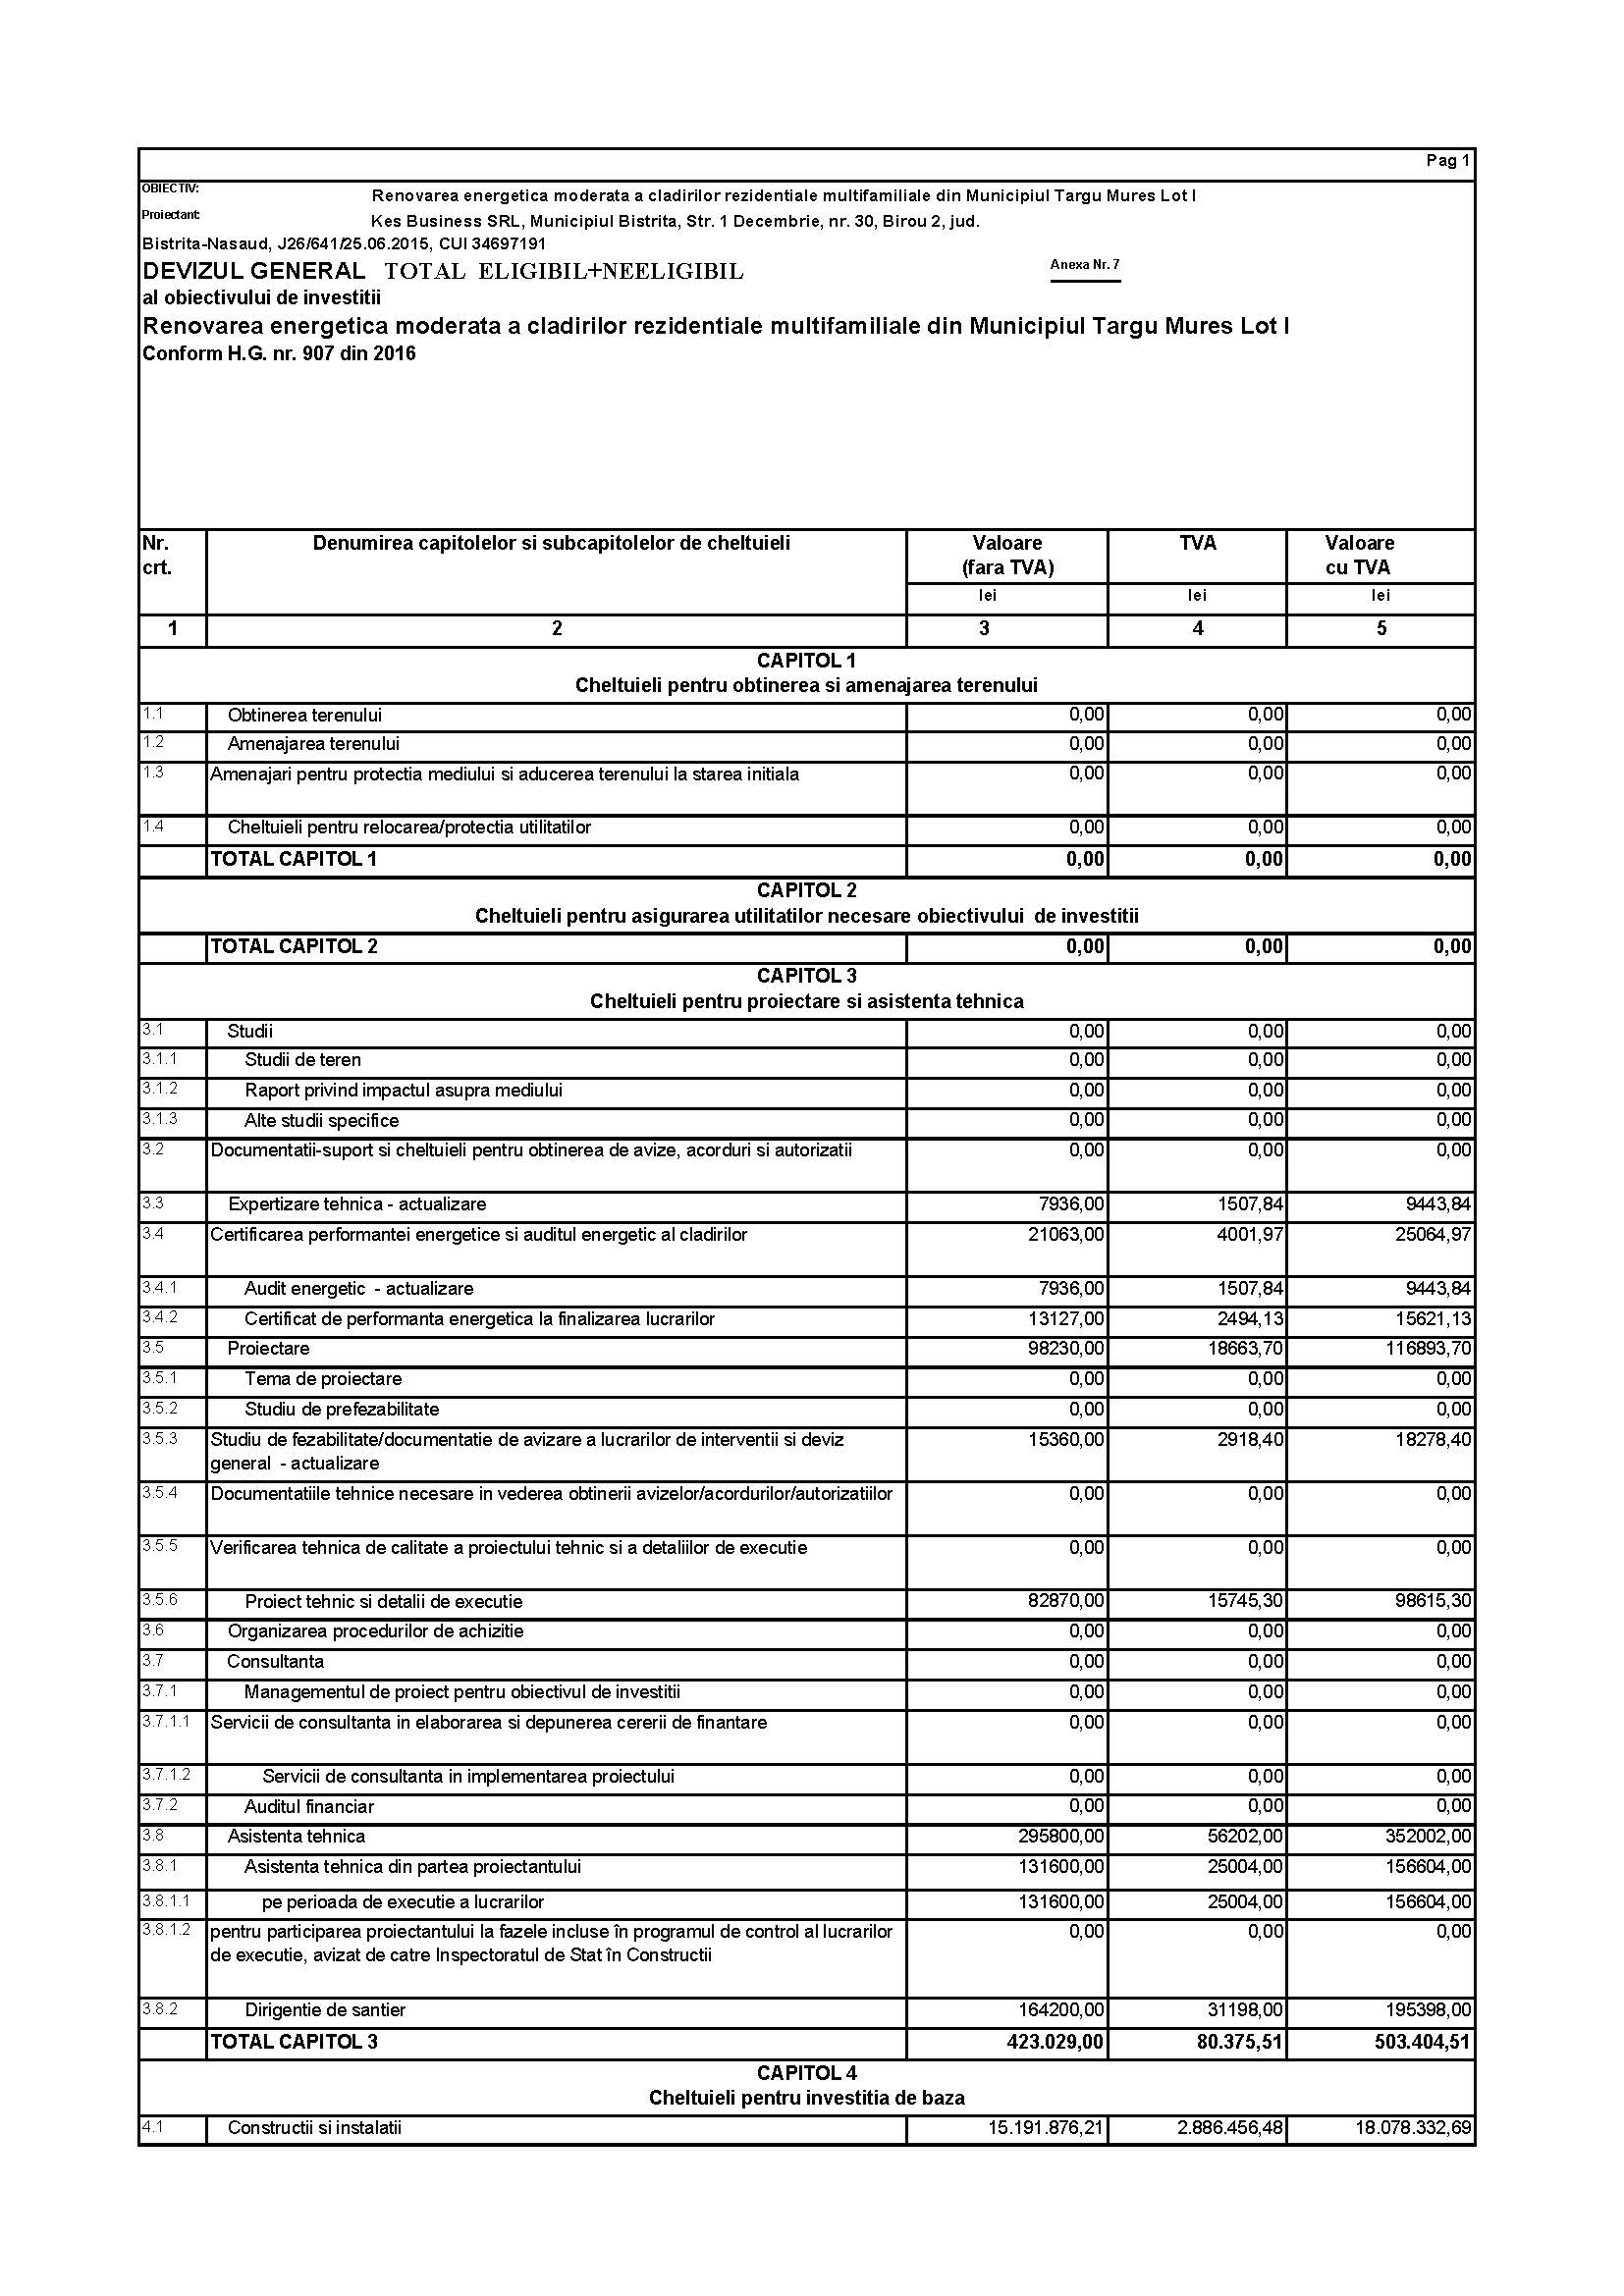 Pag 1
OBIECTIV: Renovarea energetica moderata a cladirilor rezidentiale multifamiliale din Municipiul Targu Mures Lot I
Proiectant: Kes Business SRL, Municipiul Bistrita, Str. 1 Decembrie, nr. 30, Birou 2, jud.
Bistrita-Nasaud, J26/641/25.06.2015, CUI 34697191
DEVIZUL GENERAL TOTAL ELIGIBIL+NEELIGIBIL Anexa Nr. 7
al obiectivului de investitii
Renovarea energetica moderata a cladirilor rezidentiale multifamiliale din Municipiul Targu Mures Lot I
Conform H.G. nr. 907 din 2016
Nr. Denumirea capitolelor si subcapitolelor de cheltuieli Valoare TVA Valoare
crt. (fara TVA) cu TVA
lei lei lei
1 2 3 4 5
CAPITOL 1
Cheltuieli pentru obtinerea si amenajarea terenului
1.1 Obtinerea terenului 0,00 0,00 0,00
1.2 Amenajarea terenului 0,00 0,00 0,00
1.3 Amenajari pentru protectia mediului si aducerea terenului la starea initiala 0,00 0,00 0,00
1.4 Cheltuieli pentru relocarea/protectia utilitatilor 0,00 0,00 0,00
TOTAL CAPITOL 1 0,00 0,00 0,00
CAPITOL 2
Cheltuieli pentru asigurarea utilitatilor necesare obiectivului de investitii
TOTAL CAPITOL 2 0,00 0,00 0,00
CAPITOL 3
Cheltuieli pentru proiectare si asistenta tehnica
3.1 Studii 0,00 0,00 0,00
3.1.1 Studii de teren 0,00 0,00 0,00
3.1.2 Raport privind impactul asupra mediului 0,00 0,00 0,00
3.1.3 Alte studii specifice 0,00 0,00 0,00
3.2 Documentatii-suport si cheltuieli pentru obtinerea de avize, acorduri si autorizatii 0,00 0,00 0,00
3.3 Expertizare tehnica - actualizare 7936,00 1507,84 9443,84
3.4 Certificarea performantei energetice si auditul energetic al cladirilor 21063,00 4001,97 25064,97
3.4.1 Audit energetic - actualizare 7936,00 1507,84 9443,84
3.4.2 Certificat de performanta energetica la finalizarea lucrarilor 13127,00 2494,13 15621,13
3.5 Proiectare 98230,00 18663,70 116893,70
3.5.1 Tema de proiectare 0,00 0,00 0,00
3.5.2 Studiu de prefezabilitate 0,00 0,00 0,00
3.5.3 Studiu de fezabilitate/documentatie de avizare a lucrarilor de interventii si deviz 15360,00 2918,40 18278,40
general - actualizare
3.5.4 Documentatiile tehnice necesare in vederea obtinerii avizelor/acordurilor/autorizatiilor 0,00 0,00 0,00
3.5.5 Verificarea tehnica de calitate a proiectului tehnic si a detaliilor de executie 0,00 0,00 0,00
3.5.6 Proiect tehnic si detalii de executie 82870,00 15745,30 98615,30
3.6 Organizarea procedurilor de achizitie 0,00 0,00 0,00
3.7 Consultanta 0,00 0,00 0,00
3.7.1 Managementul de proiect pentru obiectivul de investitii 0,00 0,00 0,00
3.7.1.1 Servicii de consultanta in elaborarea si depunerea cererii de finantare 0,00 0,00 0,00
3.7.1.2 Servicii de consultanta in implementarea proiectului 0,00 0,00 0,00
3.7.2 Auditul financiar 0,00 0,00 0,00
3.8 Asistenta tehnica 295800,00 56202,00 352002,00
3.8.1 Asistenta tehnica din partea proiectantului 131600,00 25004,00 156604,00
3.8.1.1 pe perioada de executie a lucrarilor 131600,00 25004,00 156604,00
3.8.1.2 pentru participarea proiectantului la fazele incluse în programul de control al lucrarilor 0,00 0,00 0,00
de executie, avizat de catre Inspectoratul de Stat în Constructii
3.8.2 Dirigentie de santier 164200,00 31198,00 195398,00
TOTAL CAPITOL 3 423.029,00 80.375,51 503.404,51
CAPITOL 4
Cheltuieli pentru investitia de baza
4.1 Constructii si instalatii 15.191.876,21 2.886.456,48 18.078.332,69